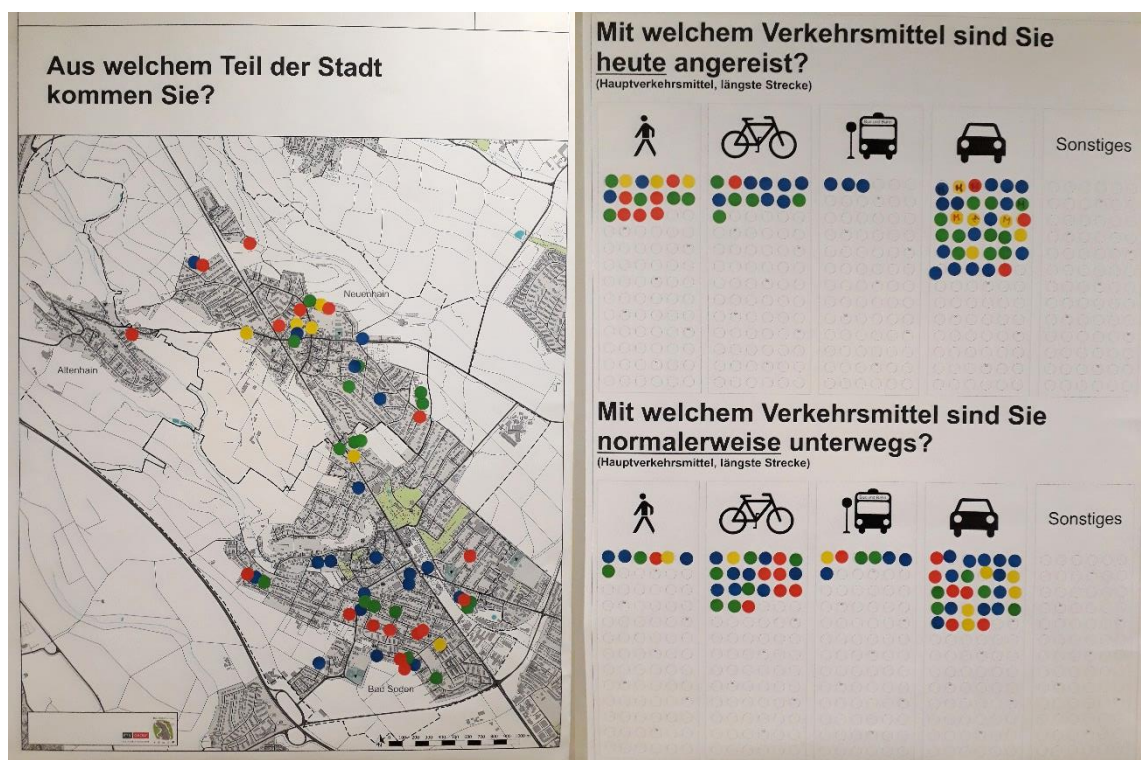 Aus welchem Teil der Stadt
kommen Sie?
Neuenhain
Altenhain
Bad Soden
Mit welchem Verkehrsmittel sind Sie
heute angereist?
(Hauptverkehrsmittel, längste Strecke)
Sonstiges
Mit welchem Verkehrsmittel sind Sie
normalerweise unterwegs?
(Hauptverkehrsmittel, längste Strecke)
Sonstiges